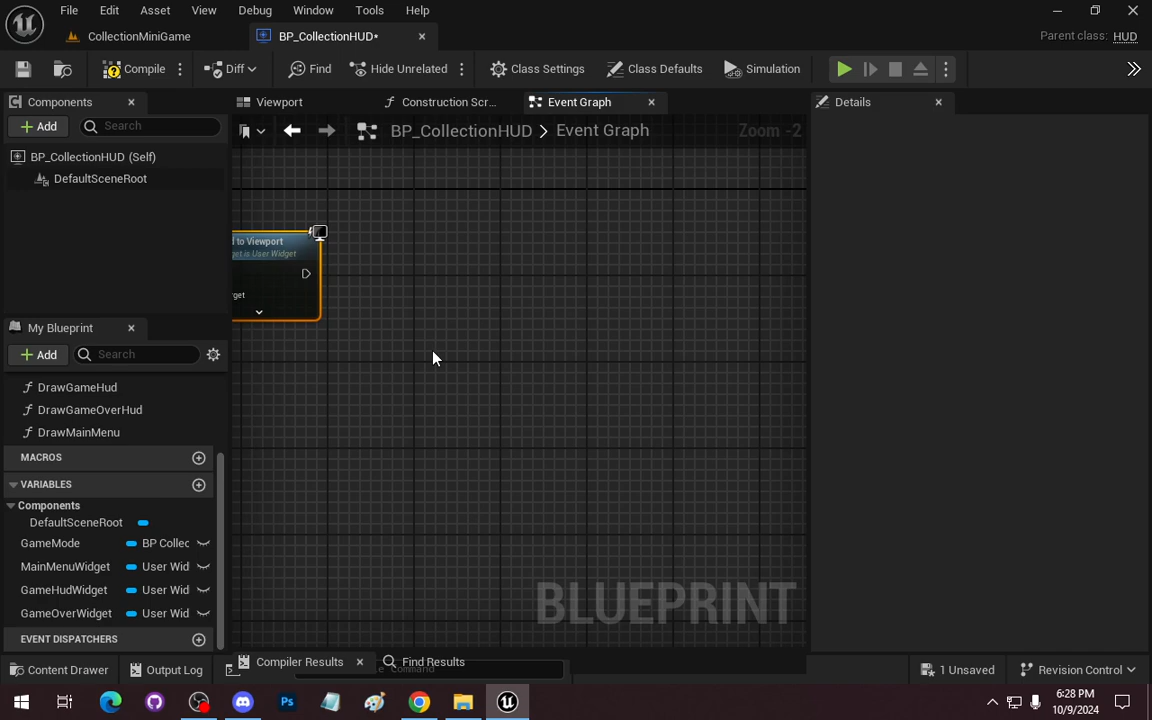 File Edit Asset View Debug Window Tools Help
CollectionMiniGame
BP_CollectionHUD*
Parent class: HUD
Compile
Diff
Find
Hide Unrelated
Class Settings
Class Defaults
Simulation
Components
Add
Search
BP_CollectionHUD (Self)
DefaultSceneRoot
My Blueprint
Add
Search
DrawGameHud
DrawGameOverHud
DrawMainMenu
MACROS
VARIABLES
Components
DefaultSceneRoot
GameMode BP Collec
MainMenuWidget User Wid
GameHudWidget User Wid
GameOverWidget User Wid
EVENT DISPATCHERS
Viewport
Construction Scr...
Event Graph
BP_CollectionHUD > Event Graph
Zoom -2
d to Viewport
get is User Widget
rget
BLUEPRINT
Details
Compiler Results
Find Results
Content Drawer
Output Log
Command
1 Unsaved
Revision Control
6:28 PM
10/9/2024